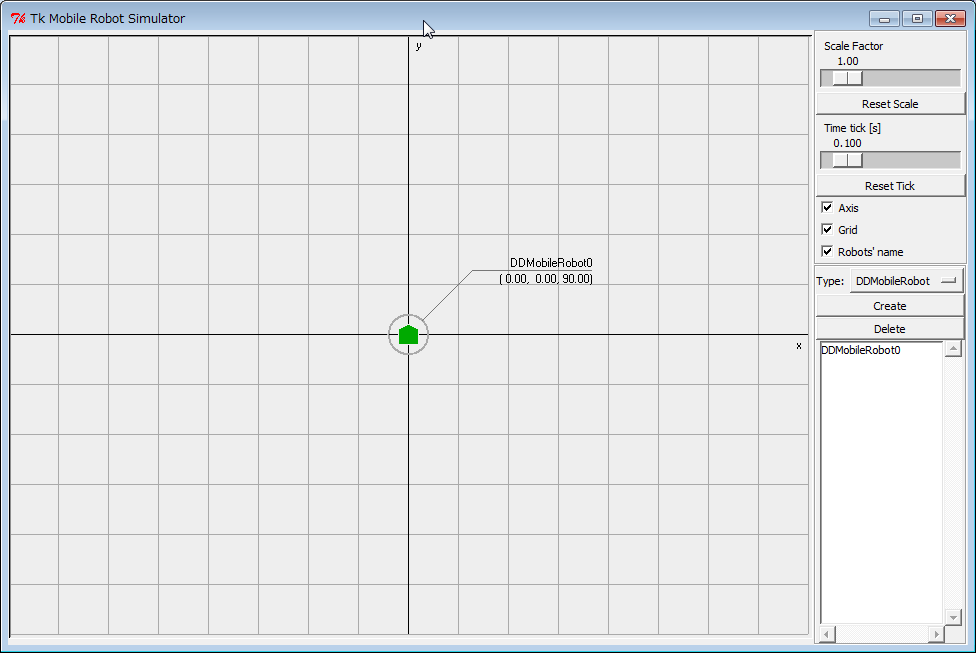 Tk Mobile Robot Simulator
y
x
DDMobileRobot0
( 0.00,  0.00, 90.00)
Scale Factor
1.00
Reset Scale
Time tick [s]
0.100
Reset Tick
Axis
Grid
Robots' name
Type: DDMobileRobot
Create
Delete
DDMobileRobot0